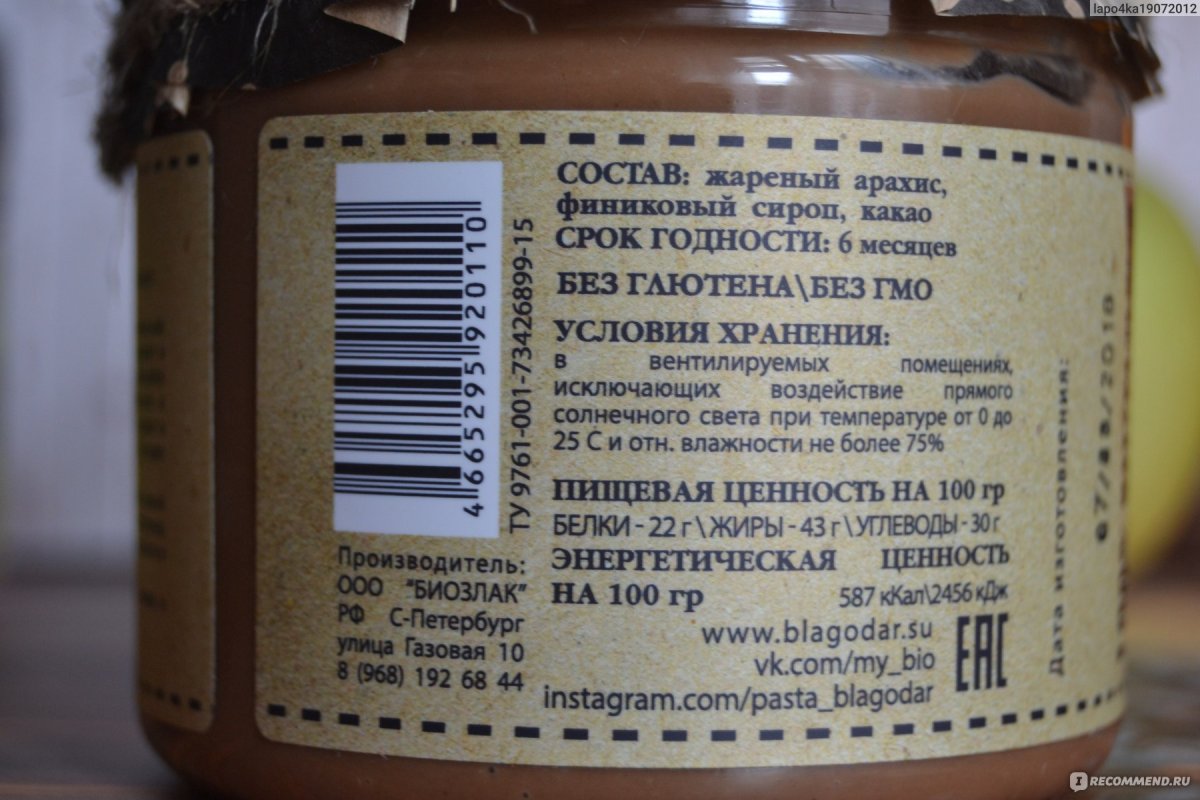 lapo4ka19072012
СОСТАВ: жареный арахис,
финиковый сироп, какао
СРОК ГОДНОСТИ: 6 месяцев
БЕЗ ГЛЮТЕНА\БЕЗ ГМО
УСЛОВИЯ ХРАНЕНИЯ:
в вентилируемых помещениях,
исключающих воздействие прямого
солнечного света при температуре от 0 до
25 С и отн. влажности не более 75%
ПИЩЕВАЯ ЦЕННОСТЬ НА 100 гр
БЕЛКИ - 22 г \ ЖИРЫ - 43 г \ УГЛЕВОДЫ - 30 г
ЭНЕРГЕТИЧЕСКАЯ ЦЕННОСТЬ
НА 100 гр 587 кКал\2456 кДж
www.blagodar.su
vk.com/my_bio
instagram.com/pasta_blagodar
EAC
4 665295 920110
ТУ 9761-001-73426899-15
Производитель:
ООО "БИОЗЛАК"
РФ С-Петербург
улица Газовая 10
8 (968) 192 68 44
Дата изготовления:
IRECOMMEND.RU